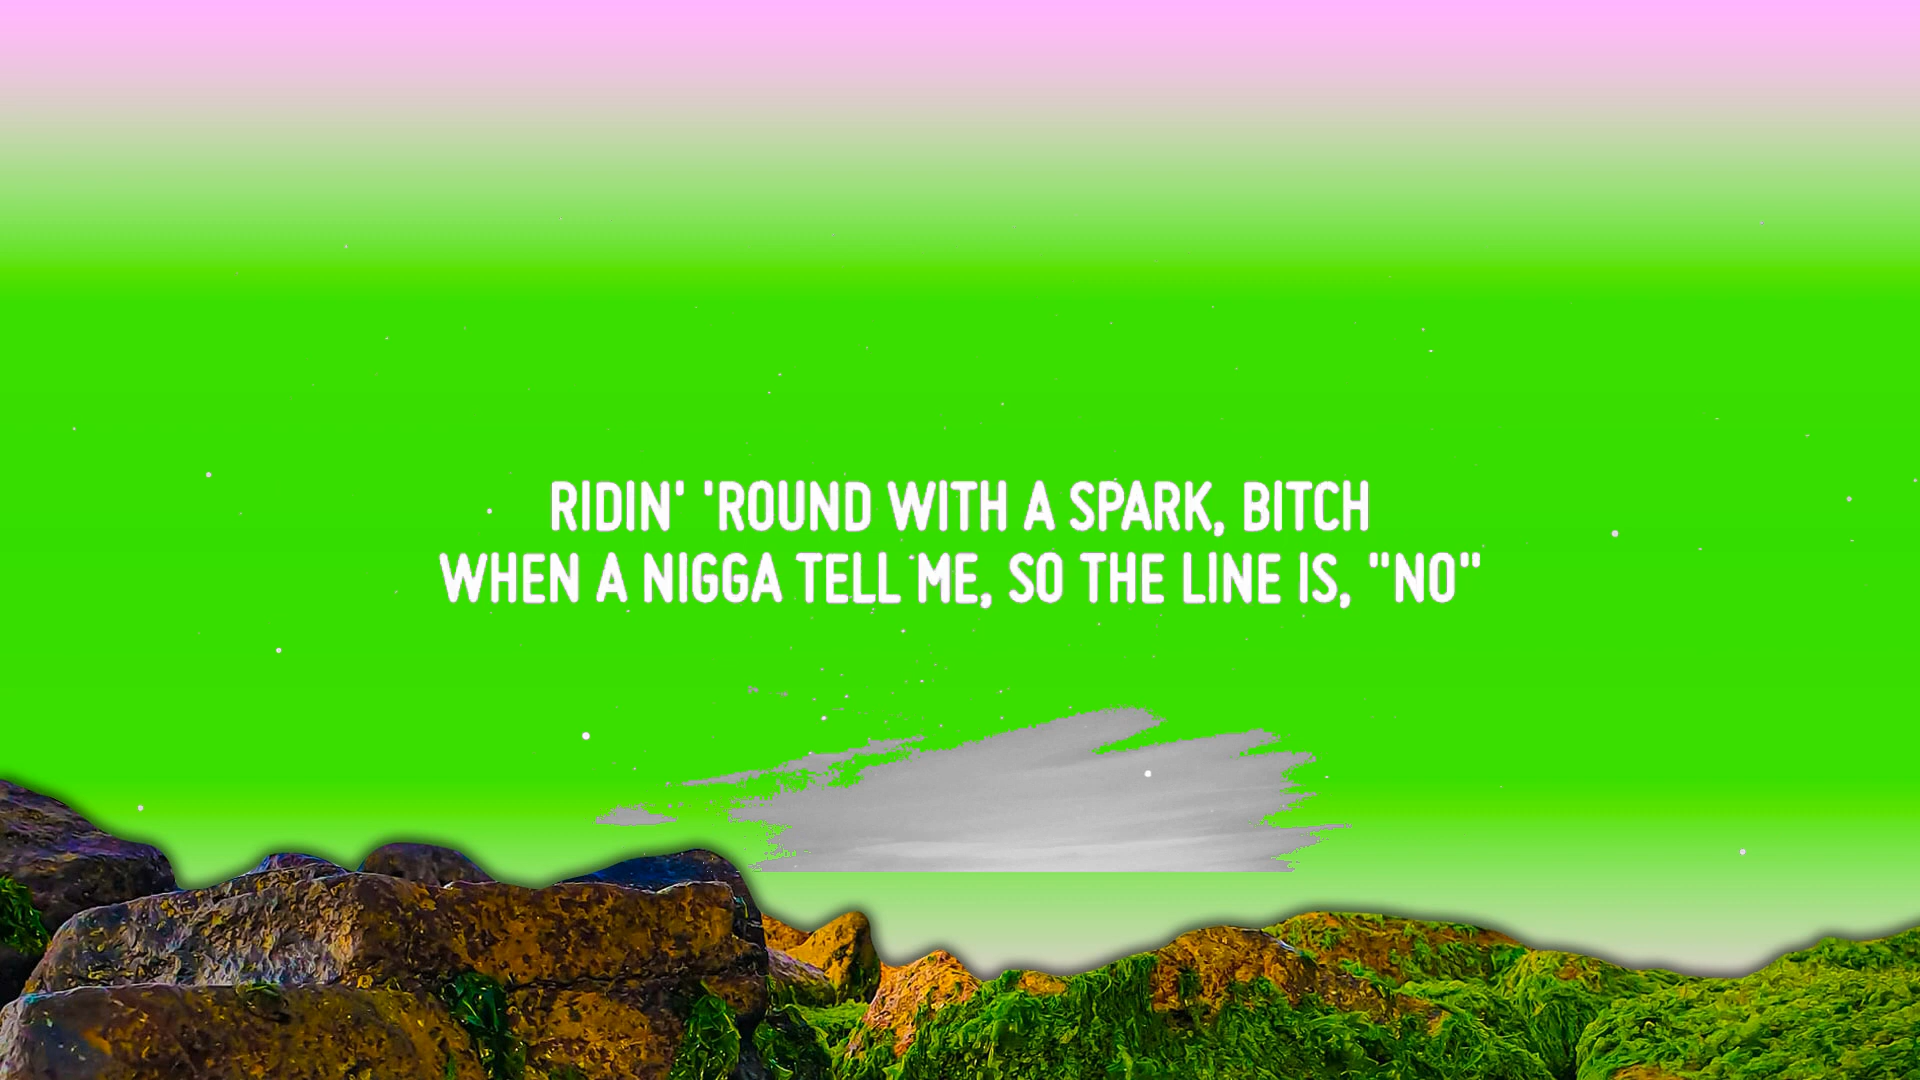 RIDIN' 'ROUND WITH A SPARK, BITCH
WHEN A NIGGA TELL ME, SO THE LINE IS, "NO"